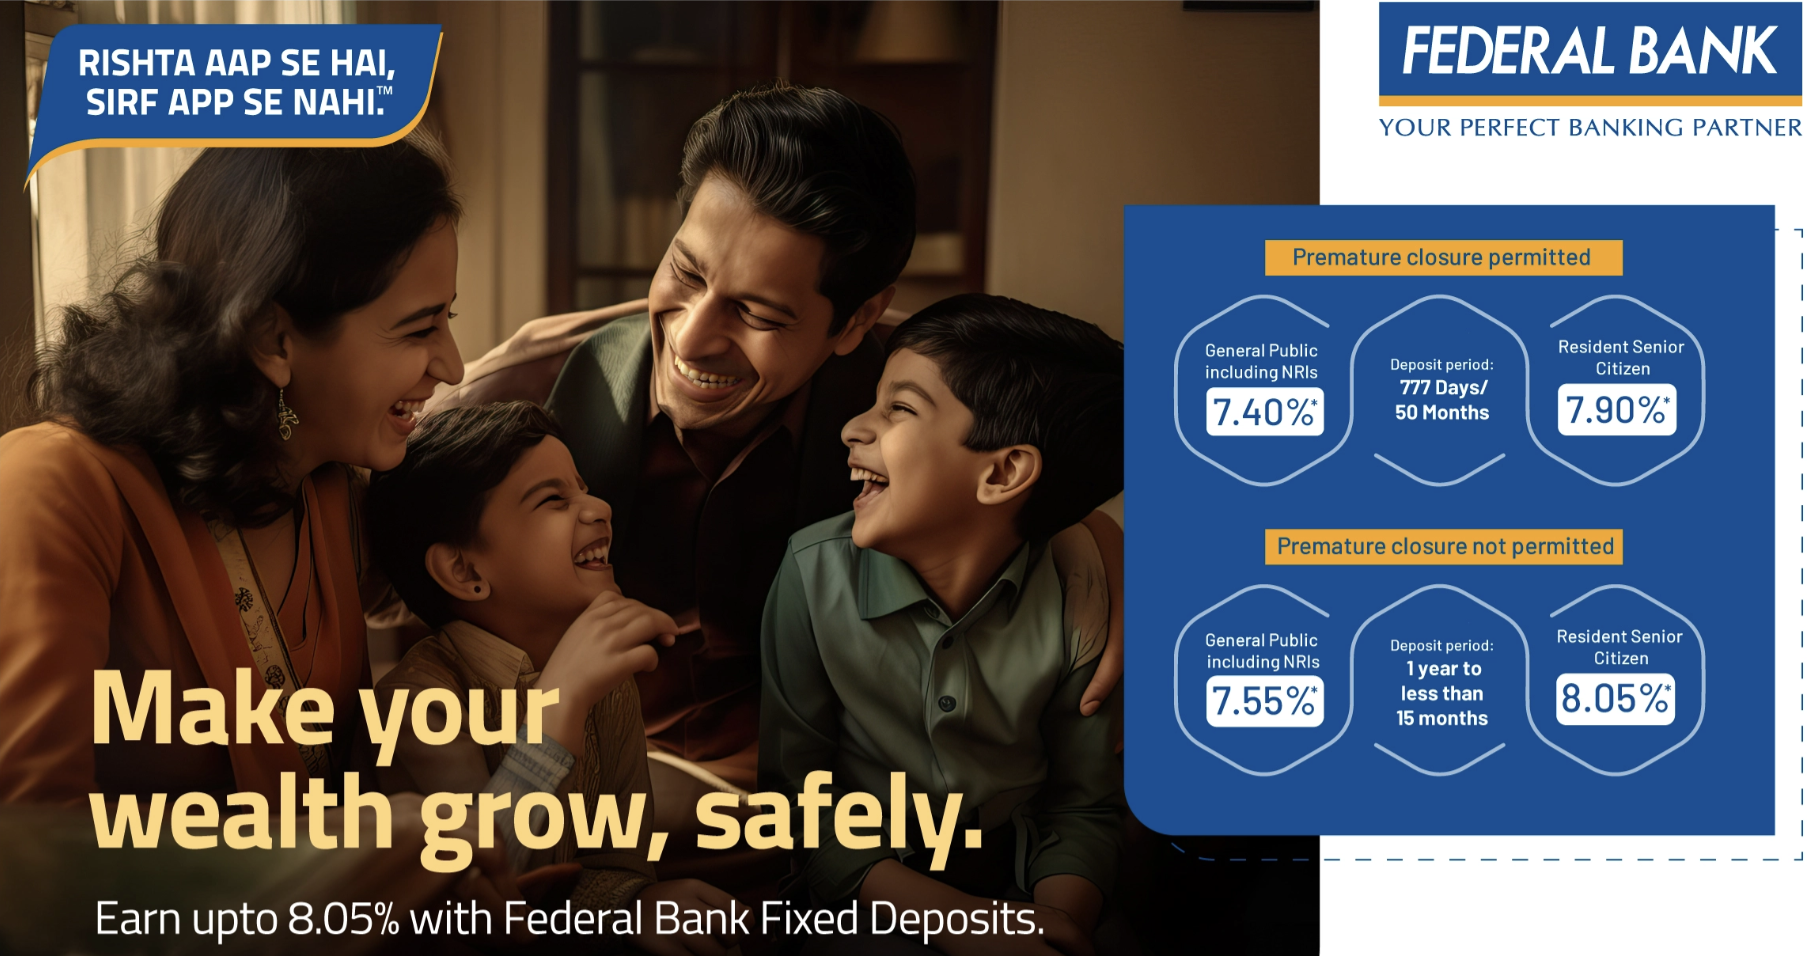 RISHTA AAP SE HAI,
SIRF APP SE NAHI.™
FEDERAL BANK
YOUR PERFECT BANKING PARTNER
Premature closure permitted
General Public
including NRIs
7.40%*
Deposit period:
777 Days/
50 Months
Resident Senior
Citizen
7.90%*
Premature closure not permitted
General Public
including NRIs
7.55%*
Deposit period:
1 year to
less than
15 months
Resident Senior
Citizen
8.05%*
Make your
wealth grow, safely.
Earn upto 8.05% with Federal Bank Fixed Deposits.